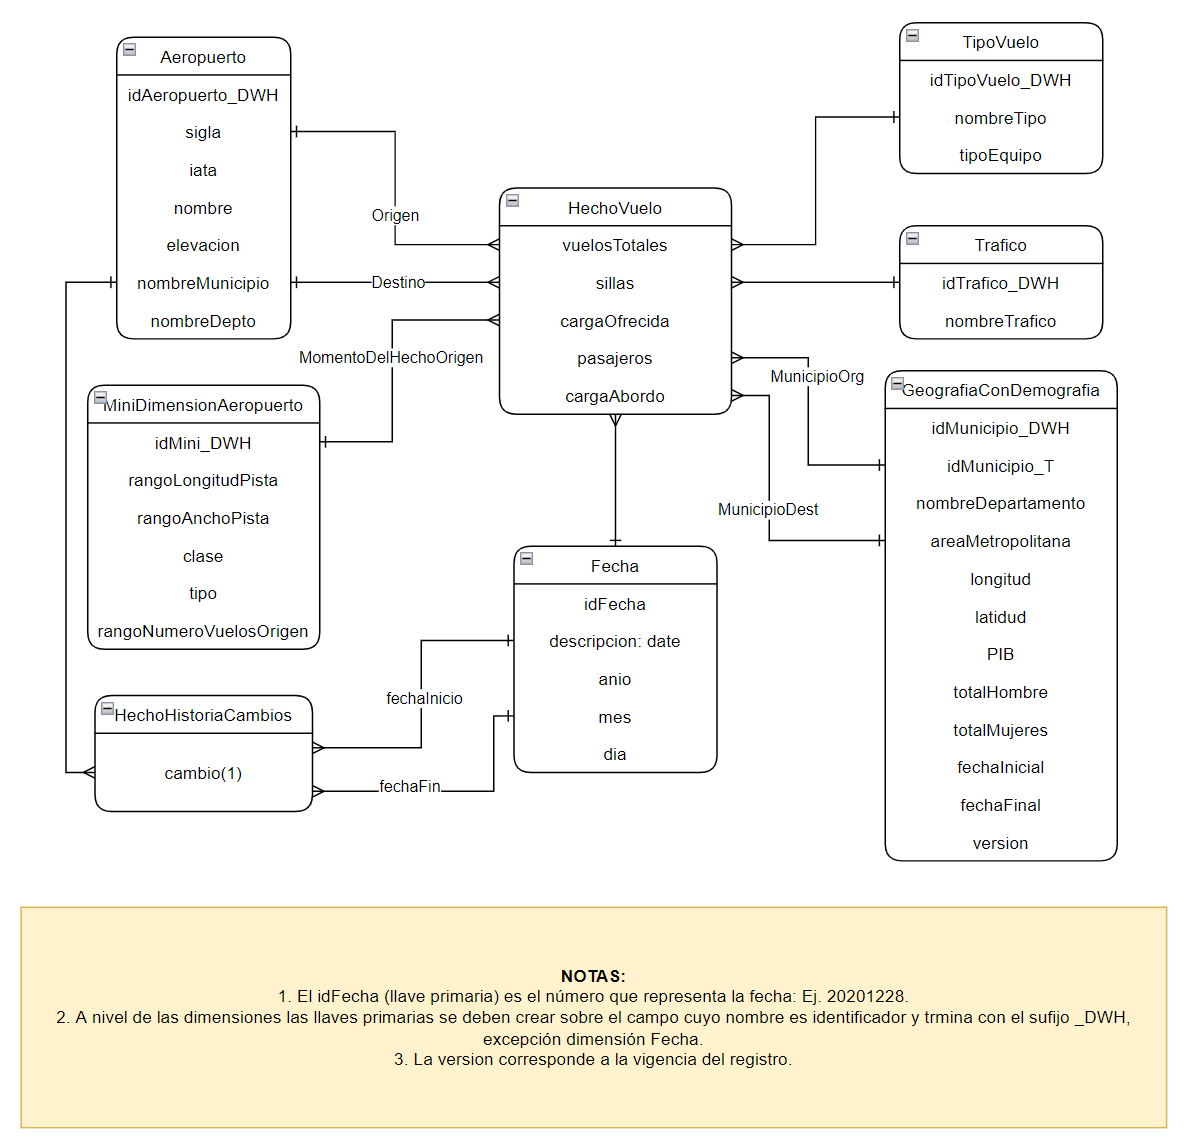 Aeropuerto
idAeropuerto_DWH
sigla
iata
nombre
elevacion
nombreMunicipio
nombreDepto
TipoVuelo
idTipoVuelo_DWH
nombreTipo
tipoEquipo
Origen
Destino
MomentoDelHechoOrigen
HechoVuelo
vuelosTotales
sillas
cargaOfrecida
pasajeros
cargaAbordo
Trafico
idTrafico_DWH
nombreTrafico
MunicipioOrg
MunicipioDest
MiniDimensionAeropuerto
idMini_DWH
rangoLongitudPista
rangoAnchoPista
clase
tipo
rangoNumeroVuelosOrigen
GeografiaConDemografia
idMunicipio_DWH
idMunicipio_T
nombreDepartamento
areaMetropolitana
longitud
latidud
PIB
totalHombre
totalMujeres
fechaInicial
fechaFinal
version
Fecha
idFecha
descripcion: date
anio
mes
dia
fechaInicio
fechaFin
HechoHistoriaCambios
cambio(1)
NOTAS:
1. El idFecha (llave primaria) es el número que representa la fecha: Ej. 20201228.
2. A nivel de las dimensiones las llaves primarias se deben crear sobre el campo cuyo nombre es identificador y trmina con el sufijo _DWH,
excepción dimensión Fecha.
3. La version corresponde a la vigencia del registro.